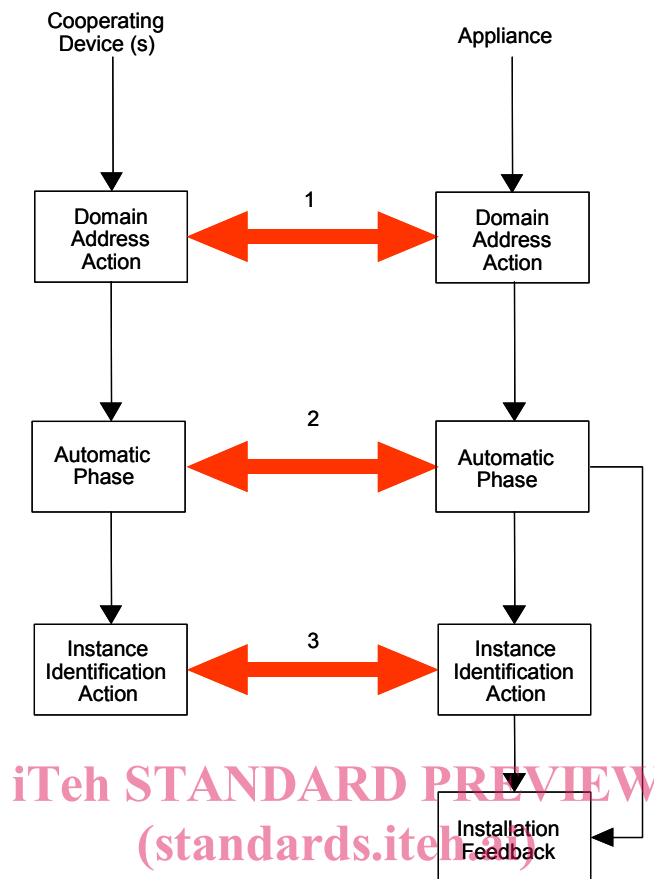 Cooperating
Device (s)
Appliance
1
Domain
Address
Action
Domain
Address
Action
2
Automatic
Phase
Automatic
Phase
3
Instance
Identification
Action
Instance
Identification
Action
iTeh STANDARD PREVIEW
(standards.iteh.ai)
Installation
Feedback